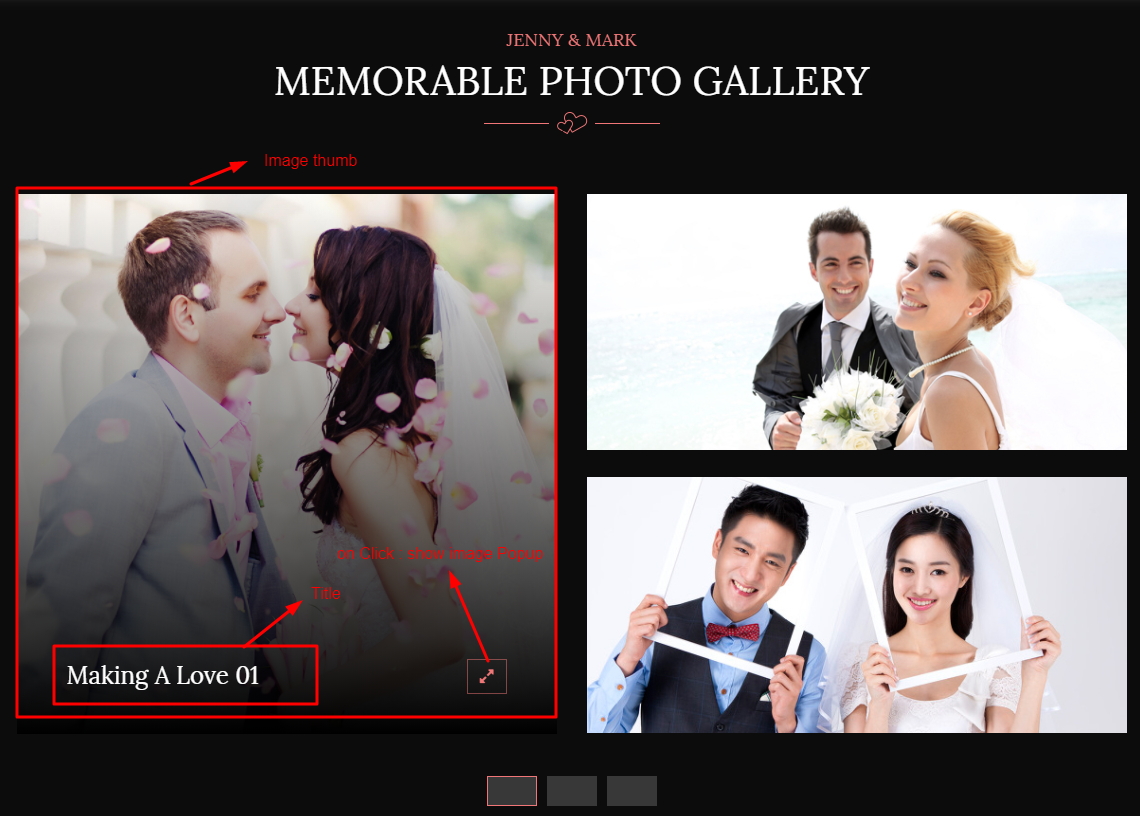 JENNY & MARK
MEMORABLE PHOTO GALLERY
Image thumb
on Click : show image Popup
Title
Making A Love 01